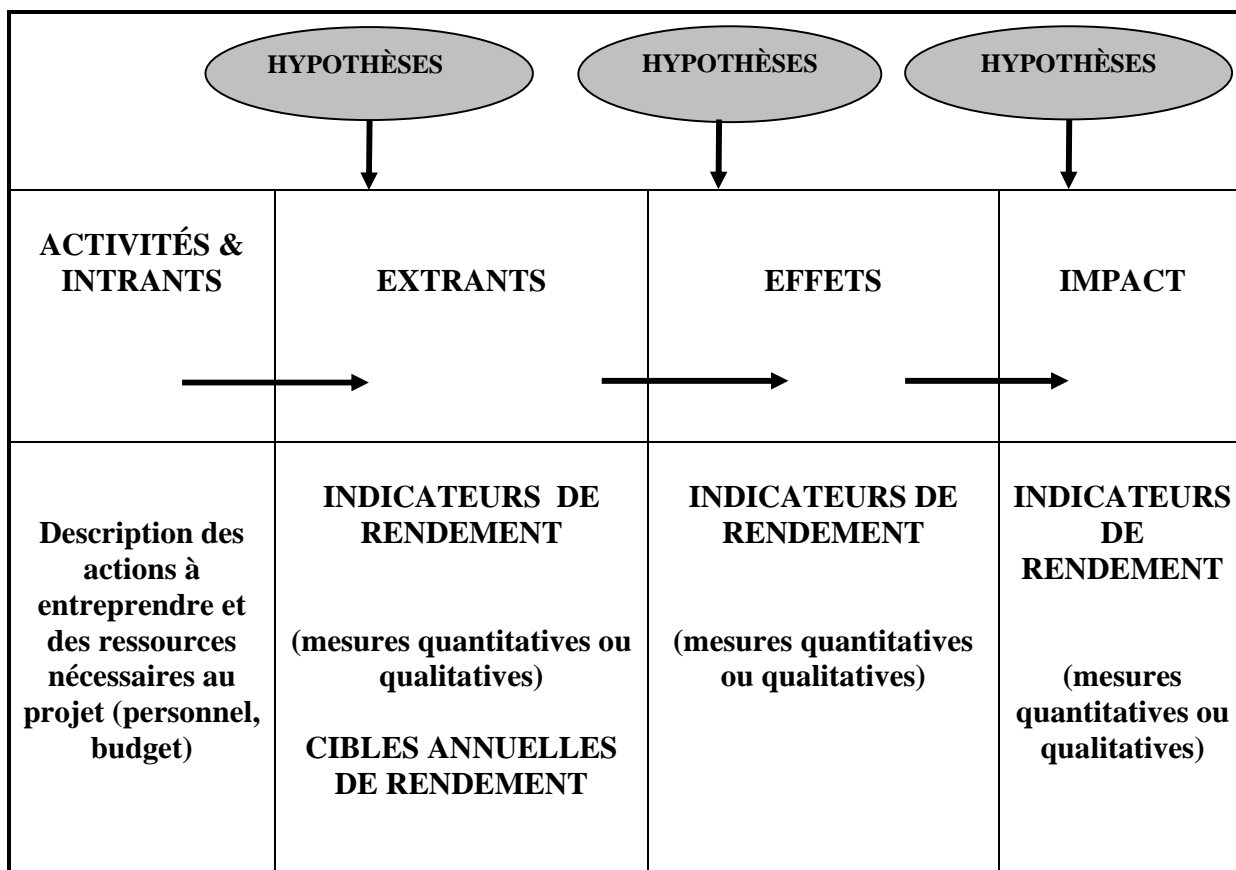 HYPOTHÈSES
HYPOTHÈSES
HYPOTHÈSES
ACTIVITÉS &
INTRANTS
EXTRANTS
EFFETS
IMPACT
Description des
actions à
entreprendre et
des ressources
nécessaires au
projet (personnel,
budget)
INDICATEURS DE
RENDEMENT
(mesures quantitatives ou
qualitatives)
CIBLES ANNUELLES
DE RENDEMENT
INDICATEURS DE
RENDEMENT
(mesures quantitatives
ou qualitatives)
INDICATEURS
DE
RENDEMENT
(mesures
quantitatives ou
qualitatives)